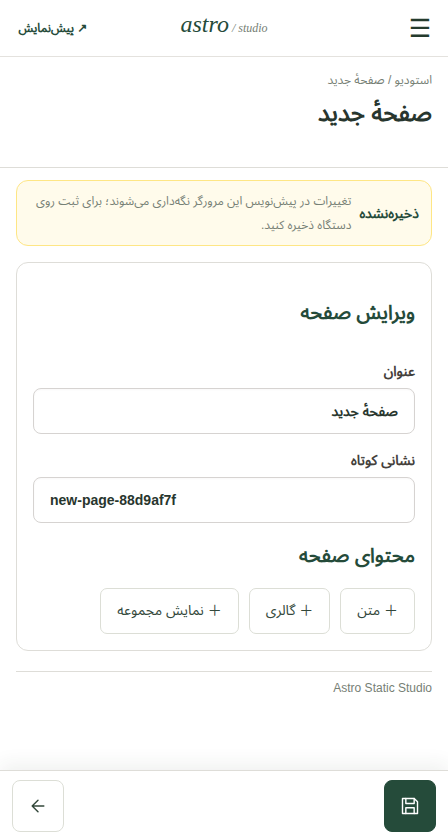 astro / studio
پیش‌نمایش ↗
استودیو / صفحهٔ جدید
صفحهٔ جدید
ذخیره‌نشده
تغییرات در پیش‌نویس این مرورگر نگه‌داری می‌شوند؛ برای ثبت روی
دستگاه ذخیره کنید.
ویرایش صفحه
عنوان
صفحهٔ جدید
نشانی کوتاه
new-page-88d9af7f
محتوای صفحه
+ متن
+ گالری
+ نمایش مجموعه
Astro Static Studio